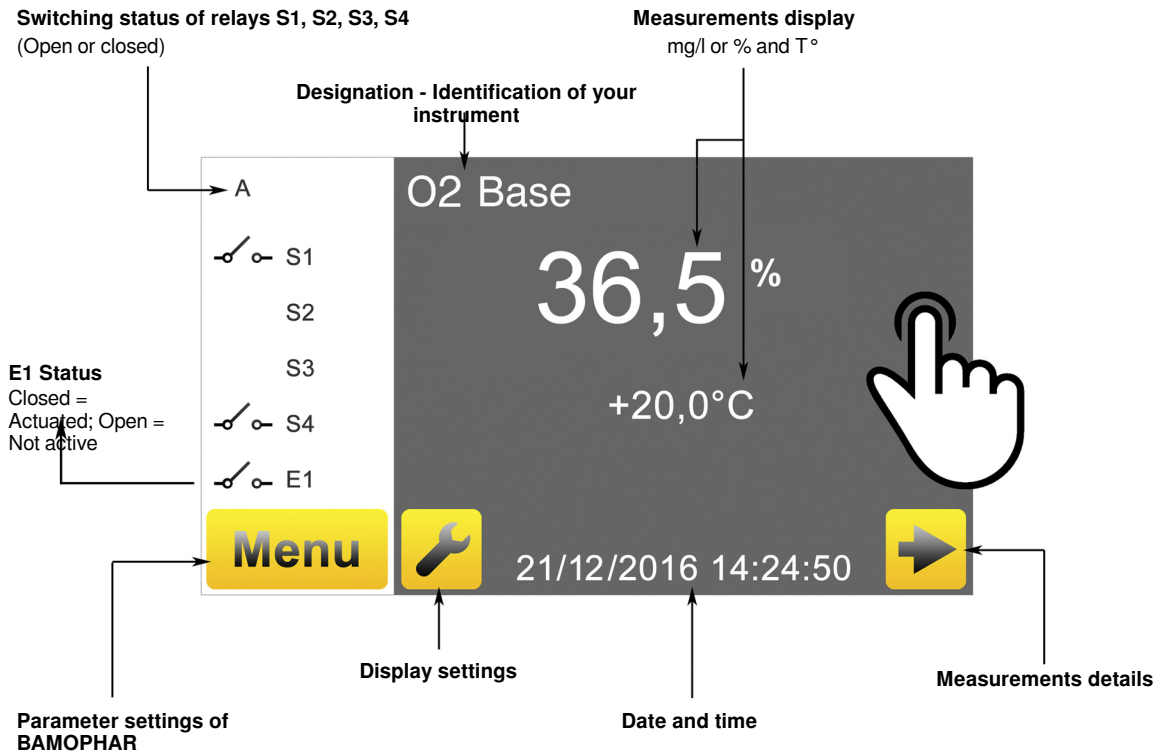 Switching status of relays S1, S2, S3, S4
(Open or closed)
Measurements display
mg/l or % and T°
Designation - Identification of your
instrument
A
O2 Base
S1
36,5 %
S2
S3
E1 Status
Closed =
Actuated; Open =
Not active
+20,0°C
S4
E1
Menu
21/12/2016 14:24:50
Display settings
Measurements details
Parameter settings of
BAMOPHAR
Date and time